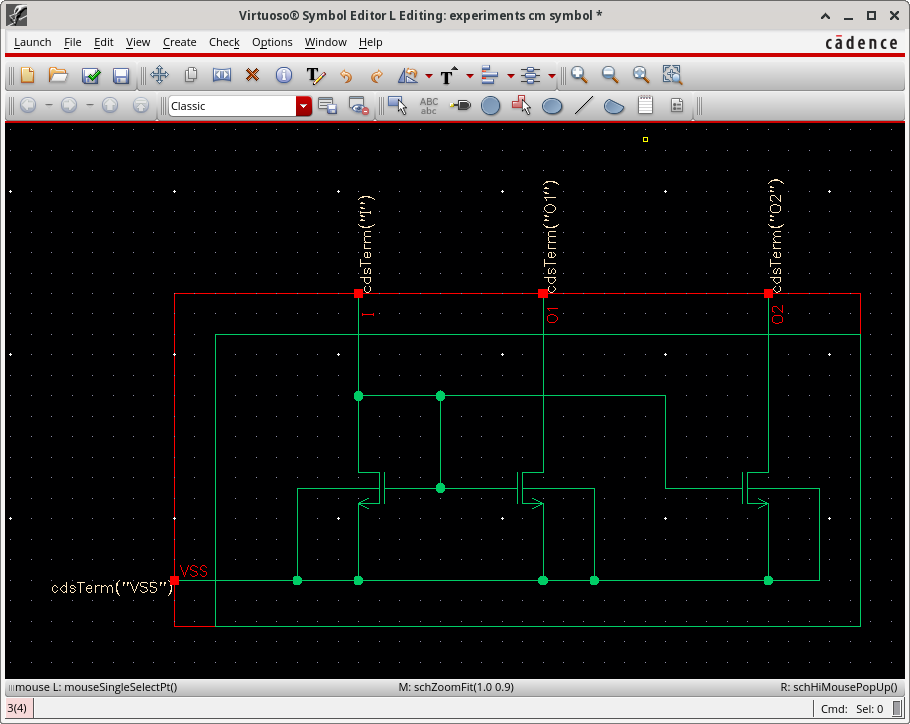 Virtuoso® Symbol Editor L Editing: experiments cm symbol *
Launch File Edit View Create Check Options Window Help
cādence
T
T
Classic
ABC
abc
cdsTerm("I")
cdsTerm("O1")
cdsTerm("O2")
I
O1
O2
VSS
cdsTerm("VSS")
mouse L: mouseSingleSelectPt() M: schZoomFit(1.0 0.9) R: schHiMousePopUp()
3(4) Cmd: Sel: 0